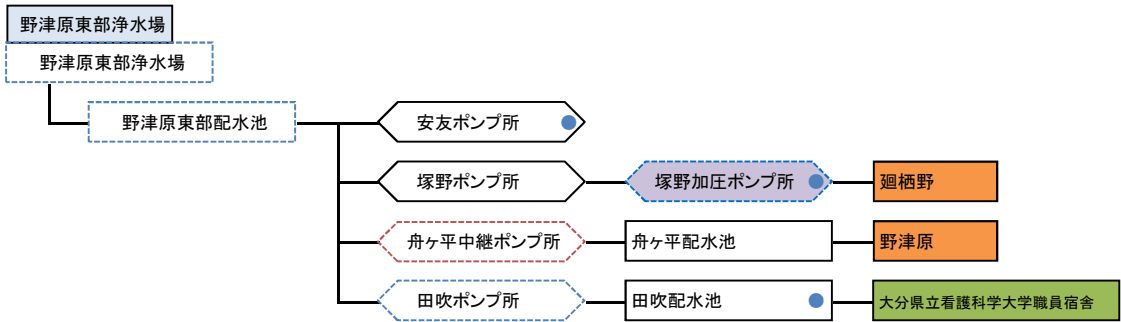 野津原東部浄水場
野津原東部浄水場
野津原東部配水池
安友ポンプ所
塚野ポンプ所
塚野加圧ポンプ所
廻栖野
舟ヶ平中継ポンプ所
舟ヶ平配水池
野津原
田吹ポンプ所
田吹配水池
大分県立看護科学大学職員宿舎